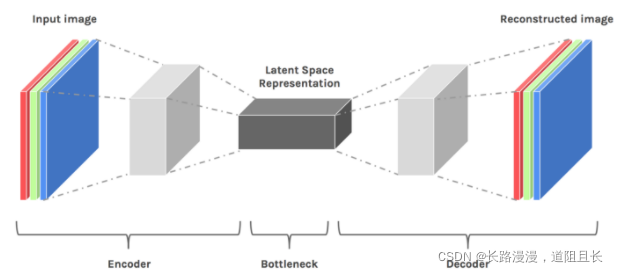 Input image
Reconstructed image
Latent Space
Representation
Encoder
Bottleneck
Decoder
CSDN @长路漫漫，道阻且长